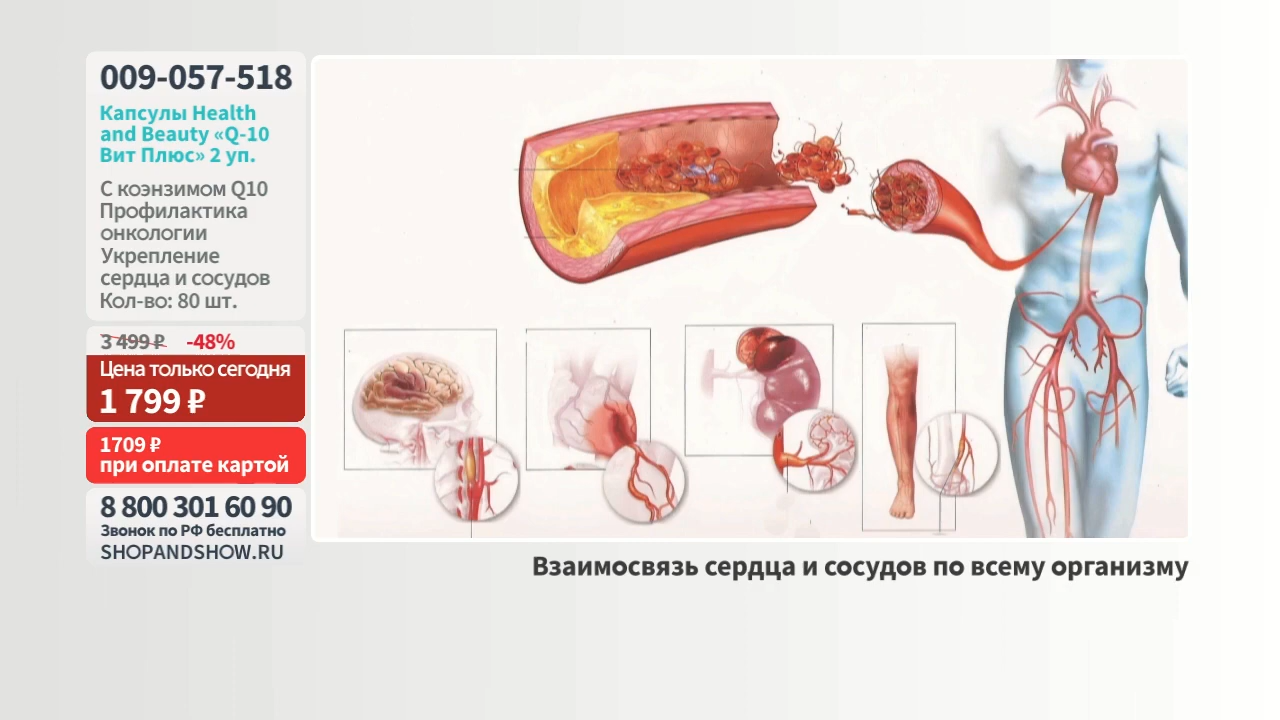 009-057-518
Капсулы Health
and Beauty «Q-10
Вит Плюс» 2 уп.
С коэнзимом Q10
Профилактика
онкологии
Укрепление
сердца и сосудов
Кол-во: 80 шт.
3 499 ₽ -48%
Цена только сегодня
1 799 ₽
1709 ₽
при оплате картой
8 800 301 60 90
Звонок по РФ бесплатно
SHOPANDSHOW.RU
Взаимосвязь сердца и сосудов по всему организму